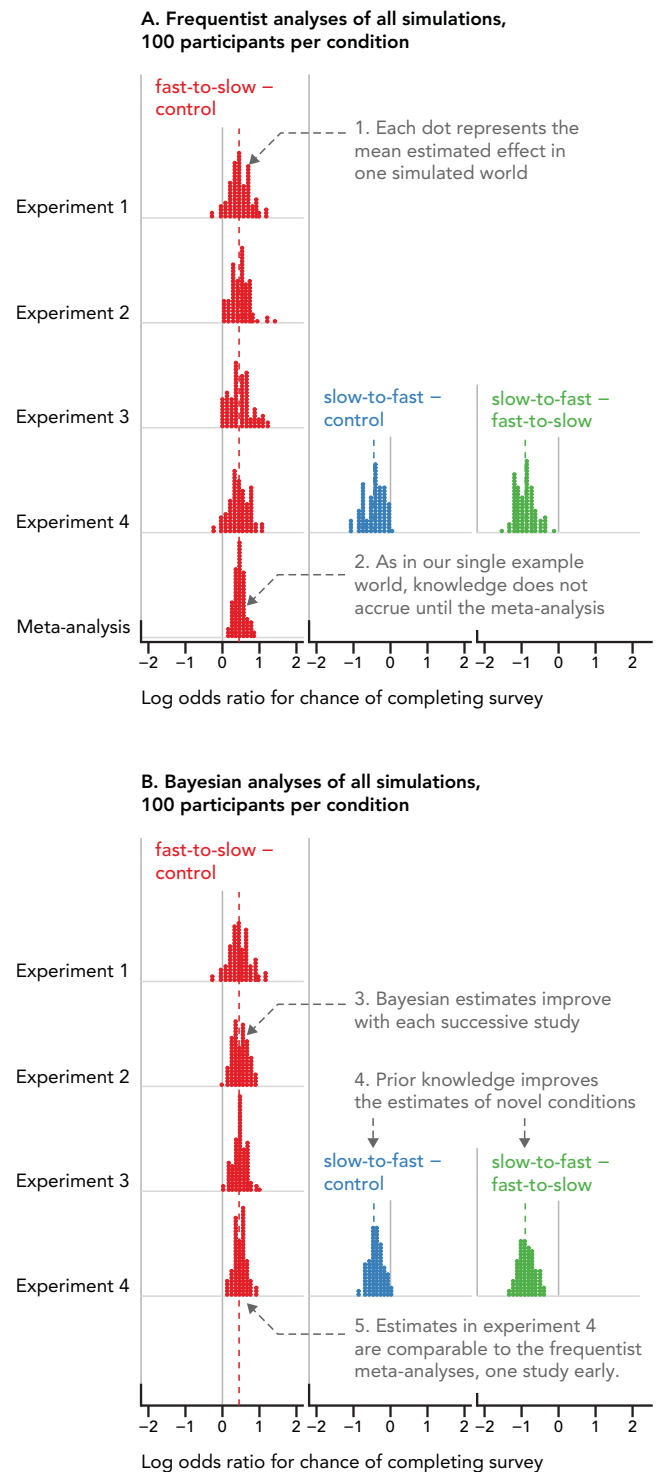 A. Frequentist analyses of all simulations,
100 participants per condition
fast-to-slow –
control
1. Each dot represents the
mean estimated effect in
one simulated world
Experiment 1
Experiment 2
Experiment 3
slow-to-fast –
control
slow-to-fast –
fast-to-slow
Experiment 4
2. As in our single example
world, knowledge does not
accrue until the meta-analysis
Meta-analysis
−2 −1 0 1 2 −2 −1 0 1 2 −2 −1 0 1 2
Log odds ratio for chance of completing survey
B. Bayesian analyses of all simulations,
100 participants per condition
fast-to-slow –
control
Experiment 1
3. Bayesian estimates improve
with each successive study
Experiment 2
4. Prior knowledge improves
the estimates of novel conditions
Experiment 3
slow-to-fast –
control
slow-to-fast –
fast-to-slow
Experiment 4
5. Estimates in experiment 4
are comparable to the frequentist
meta-analyses, one study early.
−2 −1 0 1 2 −2 −1 0 1 2 −2 −1 0 1 2
Log odds ratio for chance of completing survey